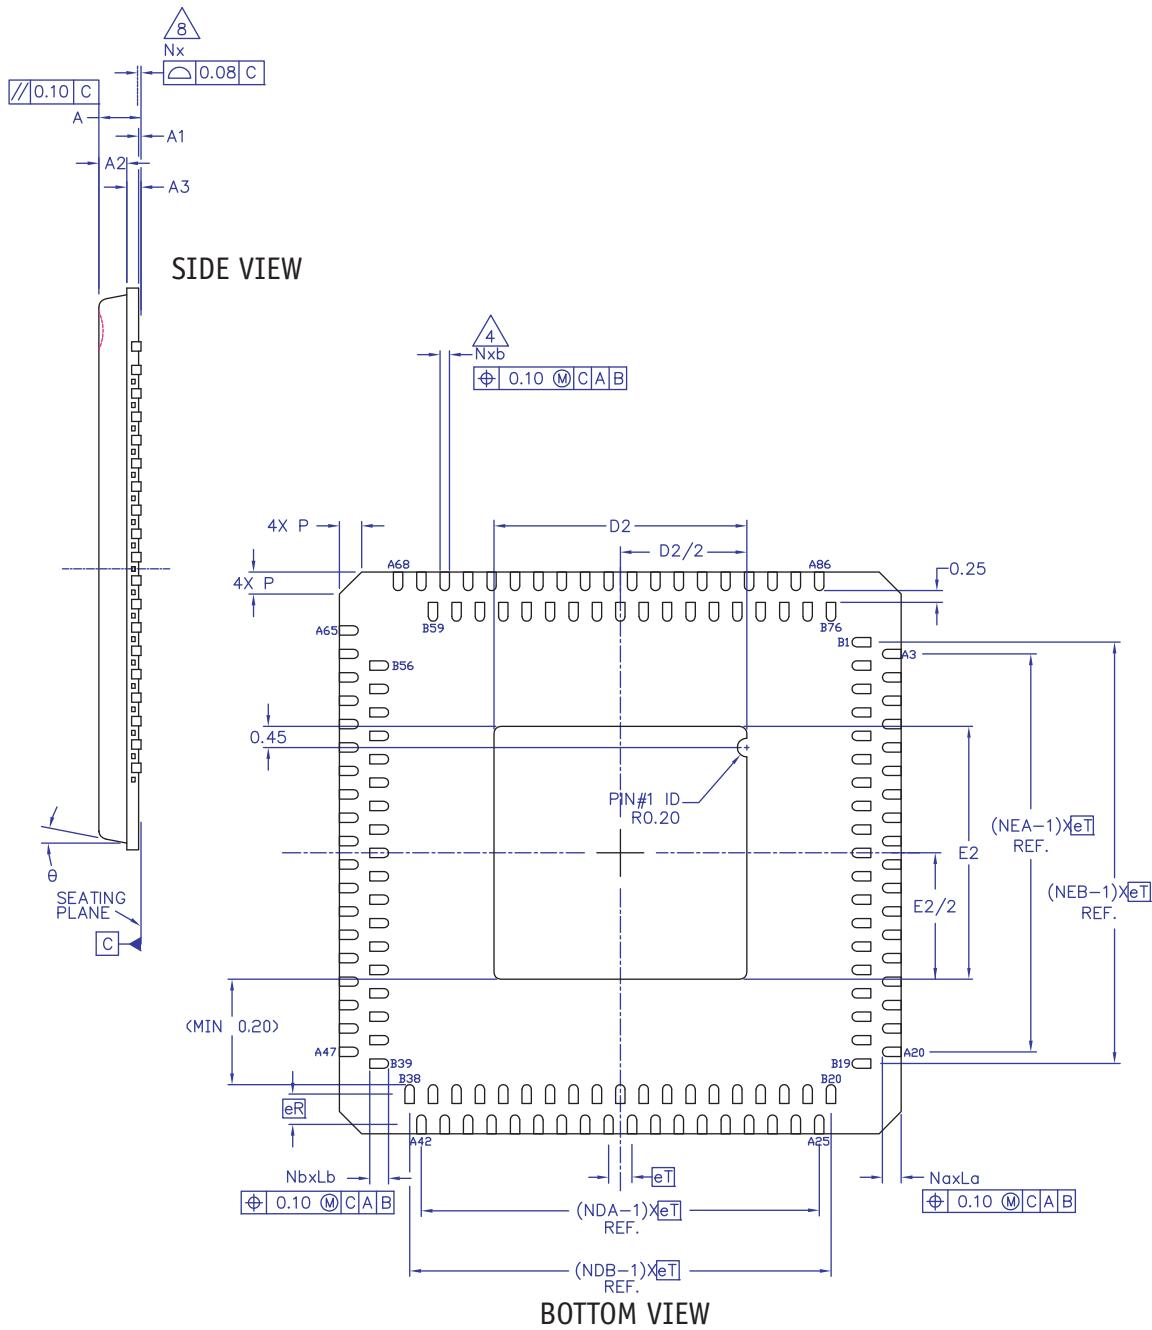 8
Nx
0.08 C
// 0.10 C
A
A1
A2
A3
SIDE VIEW
4
Nxb
⌖ 0.10 Ⓜ C A B
4X P
D2
D2/2
4X P
A68
A86
0.25
B59
B76
A65
B1
A3
B56
0.45
PIN#1 ID
R0.20
(NEA-1)XeT
REF.
E2
(NEB-1)XeT
REF.
E2/2
θ
SEATING
PLANE
C
(MIN 0.20)
A47
B39
B19
A20
B38
B20
eR
A42
A25
NbxLb
⌖ 0.10 Ⓜ C A B
eT
NaxLa
⌖ 0.10 Ⓜ C A B
(NDA-1)XeT
REF.
(NDB-1)XeT
REF.
BOTTOM VIEW